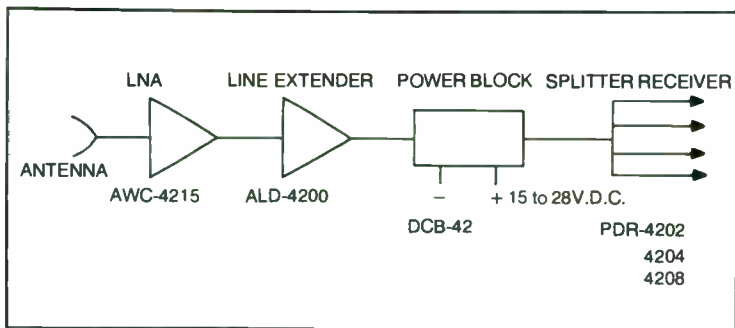 LNA LINE EXTENDER POWER BLOCK SPLITTER RECEIVER
ANTENNA
AWC-4215 ALD-4200
− + 15 to 28V.D.C.
DCB-42 PDR-4202
4204
4208